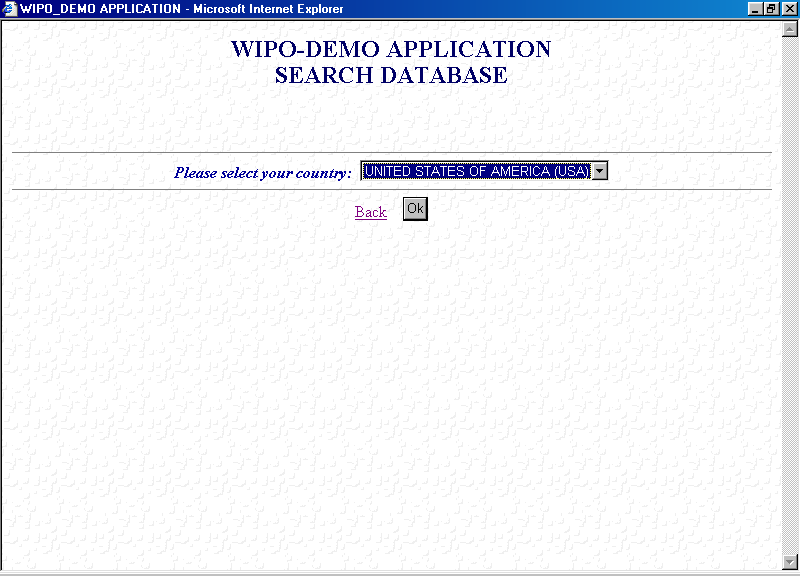 WIPO_DEMO APPLICATION - Microsoft Internet Explorer
WIPO-DEMO APPLICATION
SEARCH DATABASE
Please select your country: UNITED STATES OF AMERICA (USA)
Back Ok